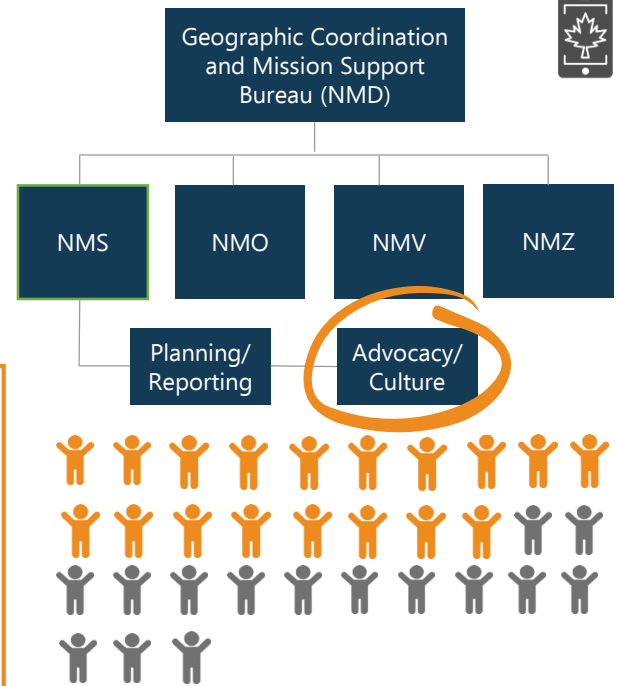 Geographic Coordination
and Mission Support
Bureau (NMD)
NMS
NMO
NMV
NMZ
Planning/
Reporting
Advocacy/
Culture